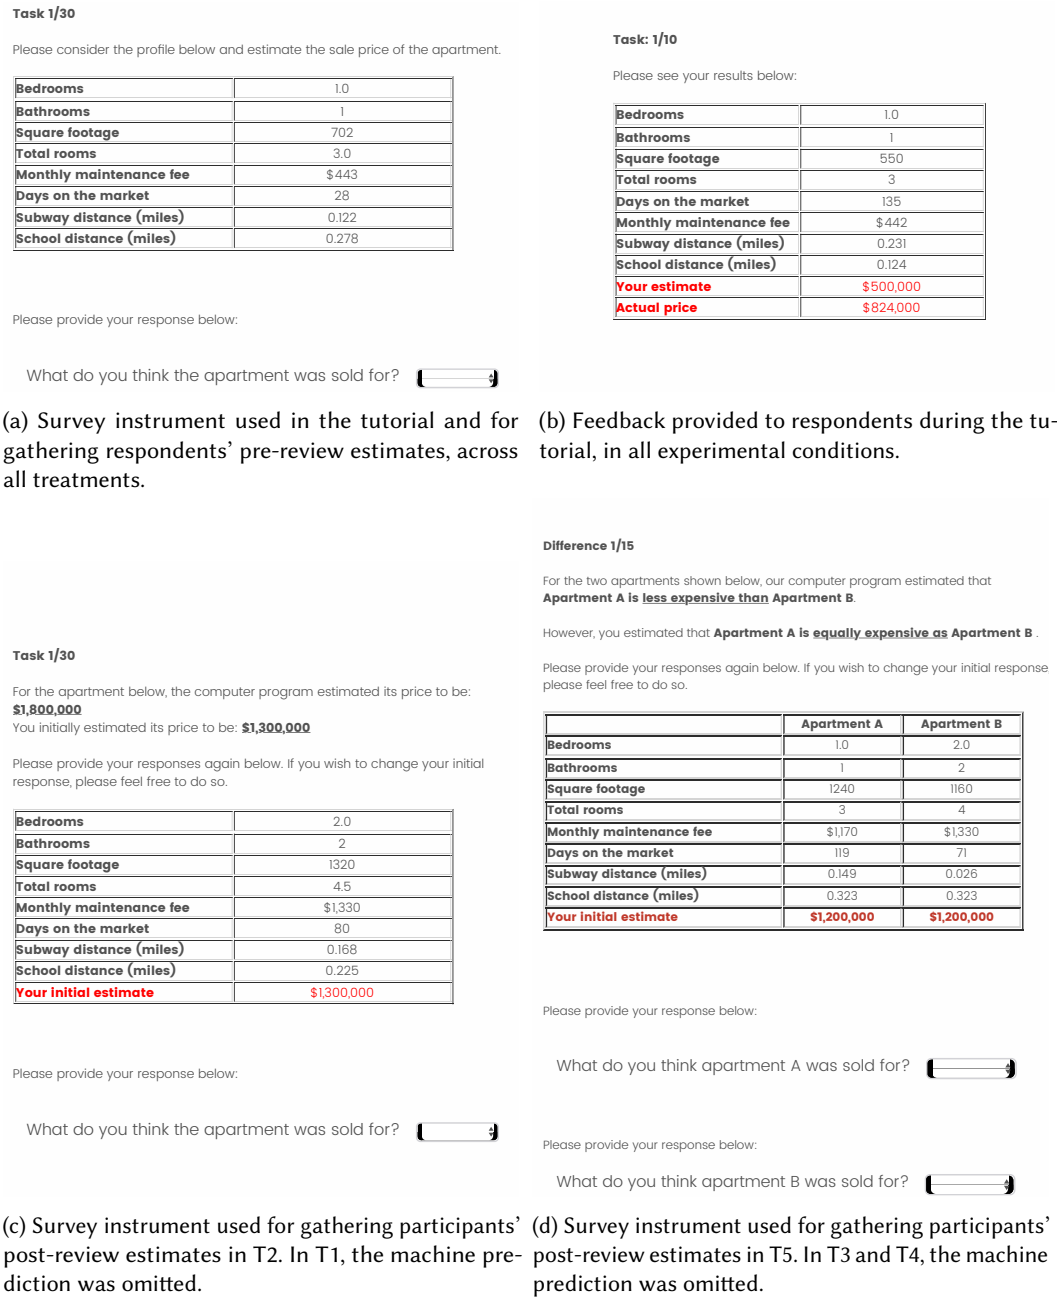 Task 1/30
Please consider the profile below and estimate the sale price of the apartment.
Bedrooms 1.0
Bathrooms 1
Square footage 702
Total rooms 3.0
Monthly maintenance fee $443
Days on the market 28
Subway distance (miles) 0.122
School distance (miles) 0.278
Please provide your response below:
What do you think the apartment was sold for?
(a) Survey instrument used in the tutorial and for
gathering respondents' pre-review estimates, across
all treatments.
Task: 1/10
Please see your results below:
Bedrooms 1.0
Bathrooms 1
Square footage 550
Total rooms 3
Days on the market 135
Monthly maintenance fee $442
Subway distance (miles) 0.231
School distance (miles) 0.124
Your estimate $500,000
Actual price $824,000
(b) Feedback provided to respondents during the tu-
torial, in all experimental conditions.
Task 1/30
For the apartment below, the computer program estimated its price to be:
$1,800,000
You initially estimated its price to be: $1,300,000
Please provide your responses again below. If you wish to change your initial
response, please feel free to do so.
Bedrooms 2.0
Bathrooms 2
Square footage 1320
Total rooms 4.5
Monthly maintenance fee $1,330
Days on the market 80
Subway distance (miles) 0.168
School distance (miles) 0.225
Your initial estimate $1,300,000
Please provide your response below:
What do you think the apartment was sold for?
(c) Survey instrument used for gathering participants'
post-review estimates in T2. In T1, the machine pre-
diction was omitted.
Difference 1/15
For the two apartments shown below, our computer program estimated that
Apartment A is less expensive than Apartment B.
However, you estimated that Apartment A is equally expensive as Apartment B .
Please provide your responses again below. If you wish to change your initial response
please feel free to do so.
Apartment A Apartment B
Bedrooms 1.0 2.0
Bathrooms 1 2
Square footage 1240 1160
Total rooms 3 4
Monthly maintenance fee $1,170 $1,330
Days on the market 119 71
Subway distance (miles) 0.149 0.026
School distance (miles) 0.323 0.323
Your initial estimate $1,200,000 $1,200,000
Please provide your response below:
What do you think apartment A was sold for?
Please provide your response below:
What do you think apartment B was sold for?
(d) Survey instrument used for gathering participants'
post-review estimates in T5. In T3 and T4, the machine
prediction was omitted.